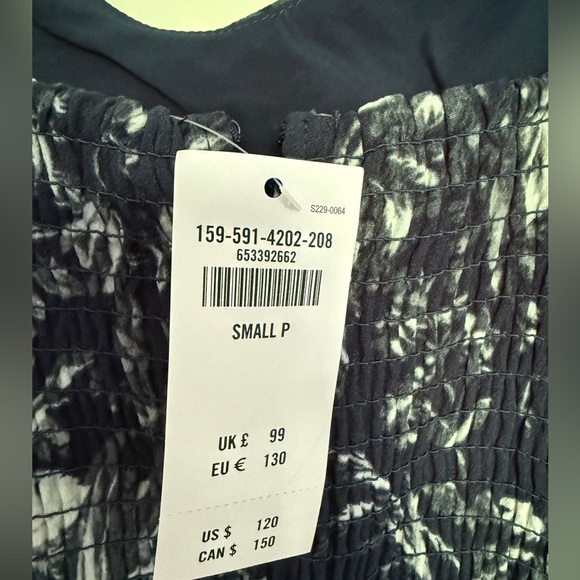 S229-0064
159-591-4202-208
653392662
SMALL P
UK £ 99
EU € 130
US $ 120
CAN $ 150